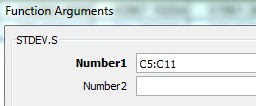 Function Arguments
STDEV.S
Number1 C5:C11
Number2